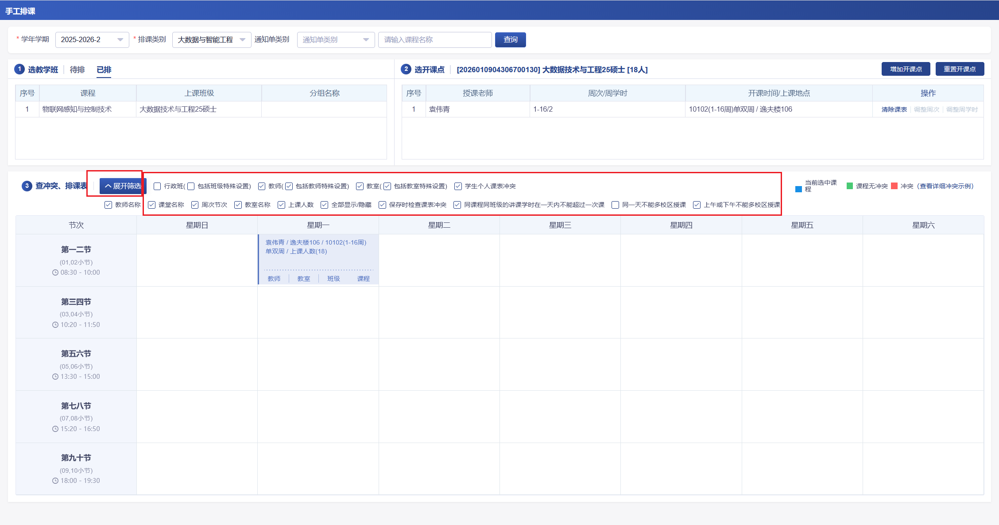 手工排课
* 学年学期 2025-2026-2 * 排课类别 大数据与智能工程 通知单类别 通知单类别 请输入课程名称 查询
1 选教学班 待排 已排
序号 课程 上课班级 分组名称
1 物联网感知与控制技术 大数据技术与工程25硕士
2 选开课点 [2026010904306700130] 大数据技术与工程25硕士 [18人] 增加开课点 重置开课点
序号 授课老师 周次/周学时 开课时间/上课地点 操作
1 袁伟青 1-16/2 10102(1-16周)单双周 / 逸夫楼106 清除课表 调整周次 调整周学时
3 查冲突、排课表 展开筛选 行政班( 包括班级特殊设置) 教师( 包括教师特殊设置) 教室( 包括教室特殊设置) 学生个人课表冲突
教师名称 课堂名称 周次节次 教室名称 上课人数 全部显示/隐藏 保存时检查课表冲突 同课程同班级的讲课学时在一天内不能超过一次课 同一天不能多校区授课 上午或下午不能多校区授课
当前选中课
程
课程无冲突 冲突 (查看详细冲突示例)
节次 星期日 星期一 星期二 星期三 星期四 星期五 星期六
第一二节
(01,02小节)
08:30 - 10:00
袁伟青 / 逸夫楼106 / 10102(1-16周)
单双周 / 上课人数(18)
教师 教室 班级 课程
第三四节
(03,04小节)
10:20 - 11:50
第五六节
(05,06小节)
13:30 - 15:00
第七八节
(07,08小节)
15:20 - 16:50
第九十节
(09,10小节)
18:00 - 19:30